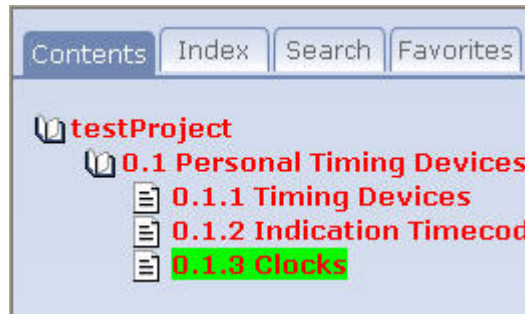 Contents Index Search Favorites
testProject
0.1 Personal Timing Devices
0.1.1 Timing Devices
0.1.2 Indication Timecod
0.1.3 Clocks